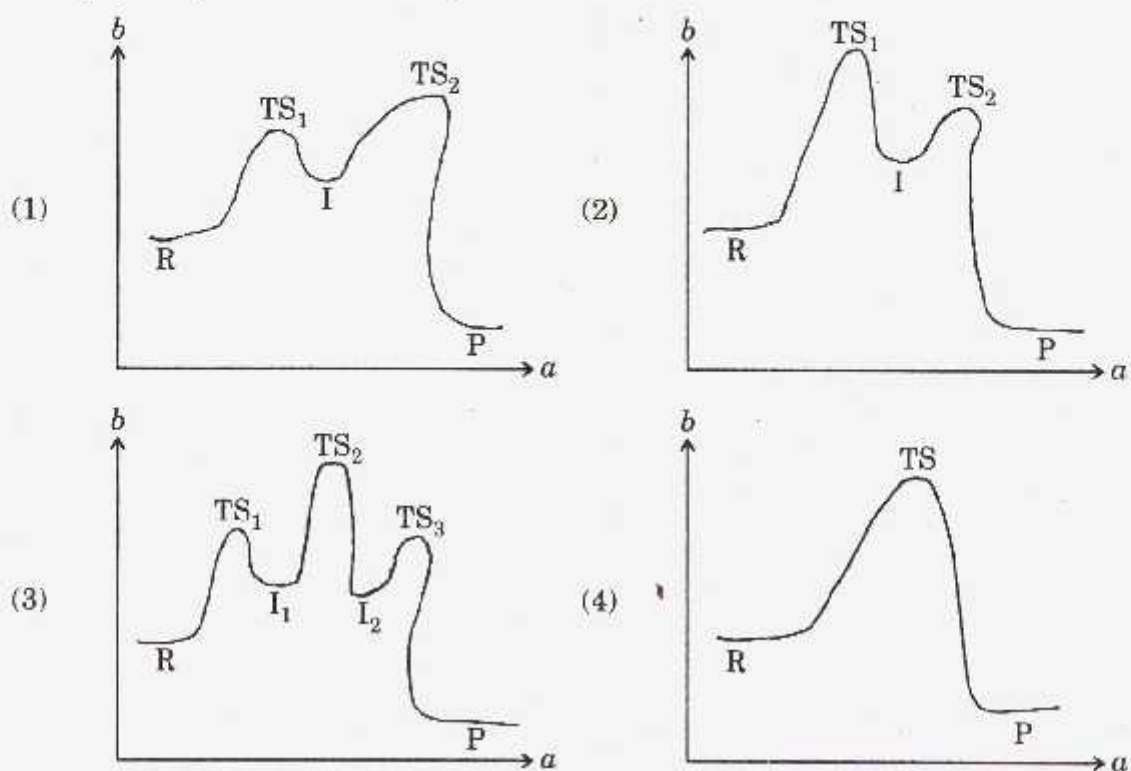 b
TS₁
TS₂
(1)
I
R
P
a
b
TS₁
TS₂
(2)
I
R
P
a
b
TS₂
TS₁
TS₃
(3)
I₁
I₂
R
P
a
b
TS
(4)
R
P
a